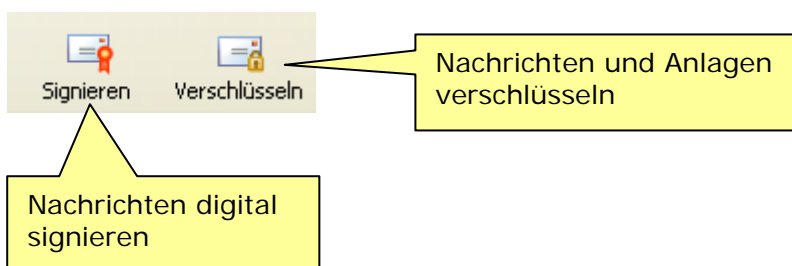 Signieren Verschlüsseln
Nachrichten und Anlagen
verschlüsseln
Nachrichten digital
signieren